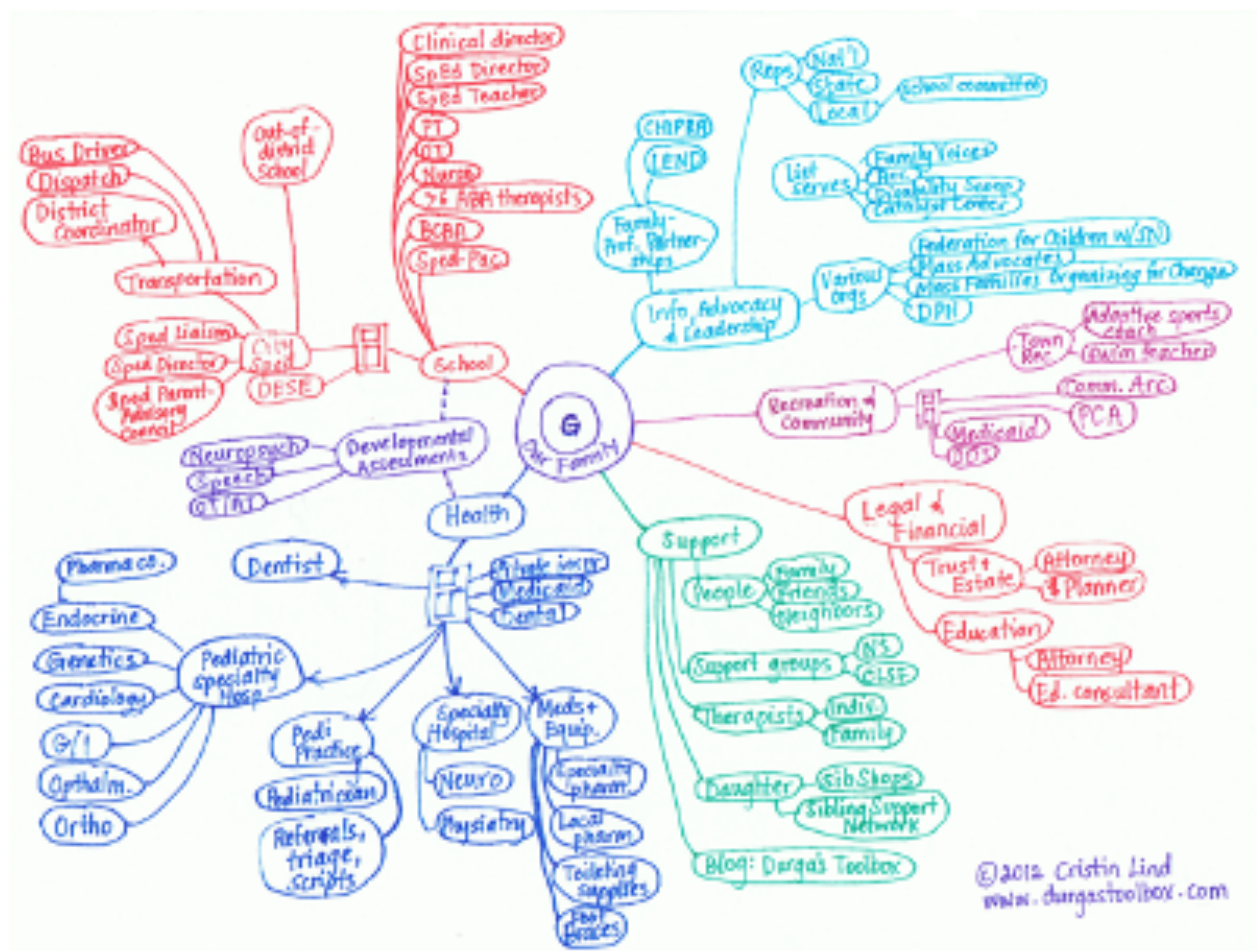 Clinical director
SpEd Director
SpEd Teacher
PT
OT
Nurse
>6 ABA therapists
BCBA
Sped-Pac
School
Out-of-
district
School
Bus Driver
Dispatch
District
Coordinator
Transportation
Sped Liaison
Sped Director
Sped Parent-
Advisory
Council
City
DESE
Reps
Nat'l
State
Local
School committee
CHIPRA
LEND
Family-
Prof. Partner-
ships
List
serves
Family Voices
Arc
Disability Scoop
Catalyst Center
Info, Advocacy
& Leadership
Various
orgs
Federation for Children w/SN
Mass Advocates
Mass Families Organizing for Change
DPH
G
Our Family
Recreation &
Community
Town
Rec.
Adaptive sports
coach
Swim teacher
Comm. Arc
PCA
Medicaid
DDS
Developmental
Assessments
Neuropsych
Speech
OT/PT
Legal &
Financial
Trust +
Estate
Attorney
$ Planner
Education
Attorney
Ed. consultant
Health
Dentist
Private insur
Medicaid
Dental
Pharmaco.
Endocrine
Genetics
Cardiology
G/I
Opthalm.
Ortho
Pediatric
Specialty
Hosp
Pedi
Practice
Pediatrician
Referrals,
triage,
scripts
Specialty
Hospital
Neuro
Physiatry
Meds +
Equip.
Specialty
pharm
Local
pharm
Toileting
supplies
Foot
Braces
Support
People
Family
Friends
Neighbors
Support groups
NS
Therapists
Indiv.
Family
Daughter
SibShops
Sibling Support
Network
Blog: Durga's Toolbox
©2012 Cristin Lind
www.durgastoolbox.com